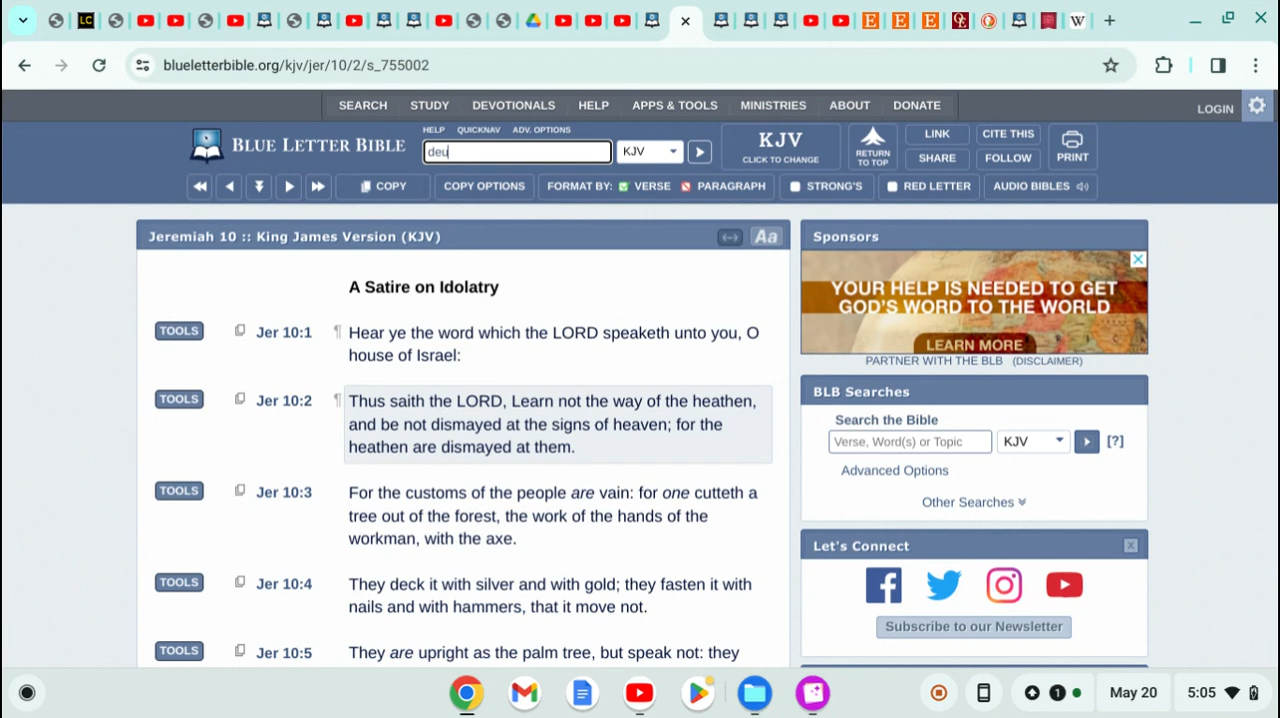 LC
W
blueletterbible.org/kjv/jer/10/2/s_755002
SEARCH STUDY DEVOTIONALS HELP APPS & TOOLS MINISTRIES ABOUT DONATE
LOGIN
BLUE LETTER BIBLE
HELP QUICKNAV ADV. OPTIONS
deu
KJV
KJV
CLICK TO CHANGE
RETURN
TO TOP
LINK
CITE THIS
SHARE
FOLLOW
PRINT
COPY COPY OPTIONS FORMAT BY: VERSE PARAGRAPH STRONG'S RED LETTER AUDIO BIBLES
Jeremiah 10 :: King James Version (KJV)
Aa
A Satire on Idolatry
TOOLS Jer 10:1 ¶ Hear ye the word which the LORD speaketh unto you, O
house of Israel:
TOOLS Jer 10:2 ¶ Thus saith the LORD, Learn not the way of the heathen,
and be not dismayed at the signs of heaven; for the
heathen are dismayed at them.
TOOLS Jer 10:3 For the customs of the people are vain: for one cutteth a
tree out of the forest, the work of the hands of the
workman, with the axe.
TOOLS Jer 10:4 They deck it with silver and with gold; they fasten it with
nails and with hammers, that it move not.
TOOLS Jer 10:5 They are upright as the palm tree, but speak not: they
Sponsors
YOUR HELP IS NEEDED TO GET
GOD'S WORD TO THE WORLD
LEARN MORE
PARTNER WITH THE BLB (DISCLAIMER)
BLB Searches
Search the Bible
Verse, Word(s) or Topic KJV [?]
Advanced Options
Other Searches
Let's Connect
Subscribe to our Newsletter
1 May 20 5:05